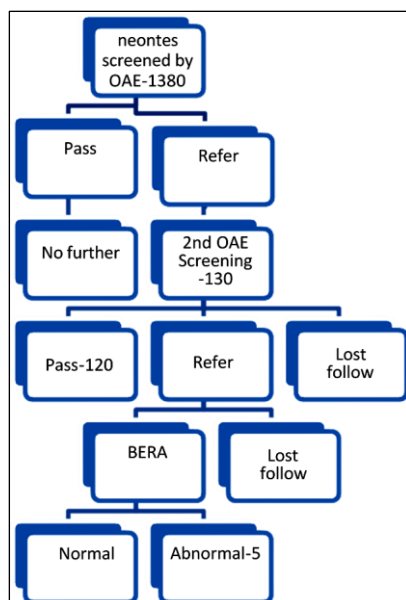 neontes
screened by
OAE-1380
Pass
Refer
No further
2nd OAE
Screening
-130
Pass-120
Refer
Lost
follow
BERA
Lost
follow
Normal
Abnormal-5